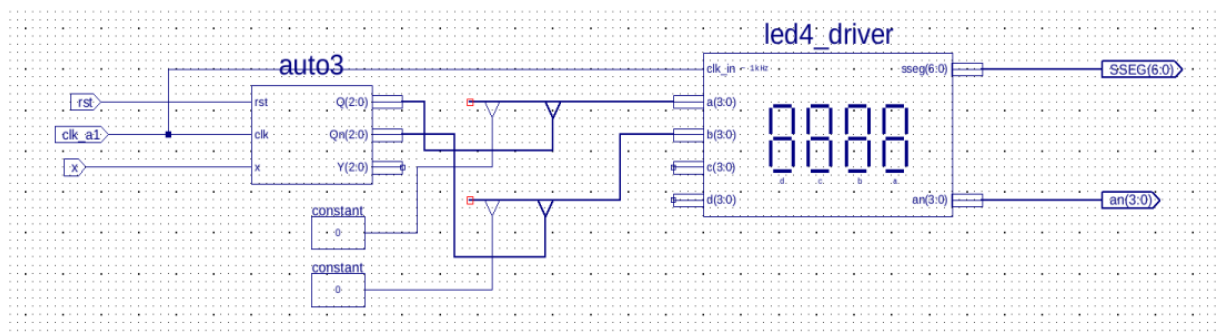 led4_driver
auto3
clk_in
1kHz
sseg(6:0)
SSEG(6:0)
rst
rst
Q(2:0)
a(3:0)
clk_a1
clk
Qn(2:0)
b(3:0)
x
x
Y(2:0)
c(3:0)
d c b a
d(3:0)
an(3:0)
an(3:0)
constant
0
constant
0